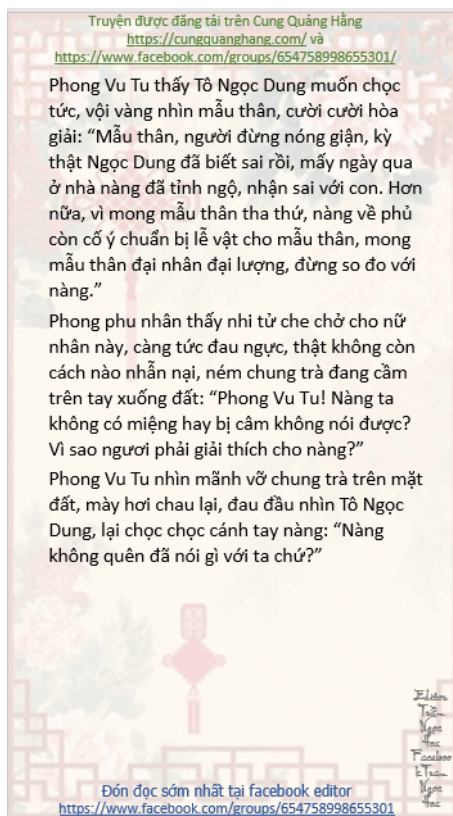 Truyện được đăng tải trên Cung Quảng Hằng
https://cungquanghang.com/ và
https://www.facebook.com/groups/654758998655301/
Phong Vu Tu thấy Tô Ngọc Dung muốn chọc
tức, vội vàng nhìn mẫu thân, cười cười hòa
giải: “Mẫu thân, người đừng nóng giận, kỳ
thật Ngọc Dung đã biết sai rồi, mấy ngày qua
ở nhà nàng đã tỉnh ngộ, nhận sai với con. Hơn
nữa, vì mong mẫu thân tha thứ, nàng về phủ
còn cố ý chuẩn bị lễ vật cho mẫu thân, mong
mẫu thân đại nhân đại lượng, đừng so đo với
nàng.”
Phong phu nhân thấy nhi tử che chở cho nữ
nhân này, càng tức đau ngực, thật không còn
cách nào nhẫn nại, ném chung trà đang cầm
trên tay xuống đất: “Phong Vu Tu! Nàng ta
không có miệng hay bị câm không nói được?
Vì sao ngươi phải giải thích cho nàng?”
Phong Vu Tu nhìn mãnh vỡ chung trà trên mặt
đất, mày hơi chau lại, đau đầu nhìn Tô Ngọc
Dung, lại chọc chọc cánh tay nàng: “Nàng
không quên đã nói gì với ta chứ?”
Editor
Trần
Ngọc
Hoa
Faceboo
k Trần
Ngọc
Hoa
Đón đọc sớm nhất tại facebook editor
https://www.facebook.com/groups/654758998655301